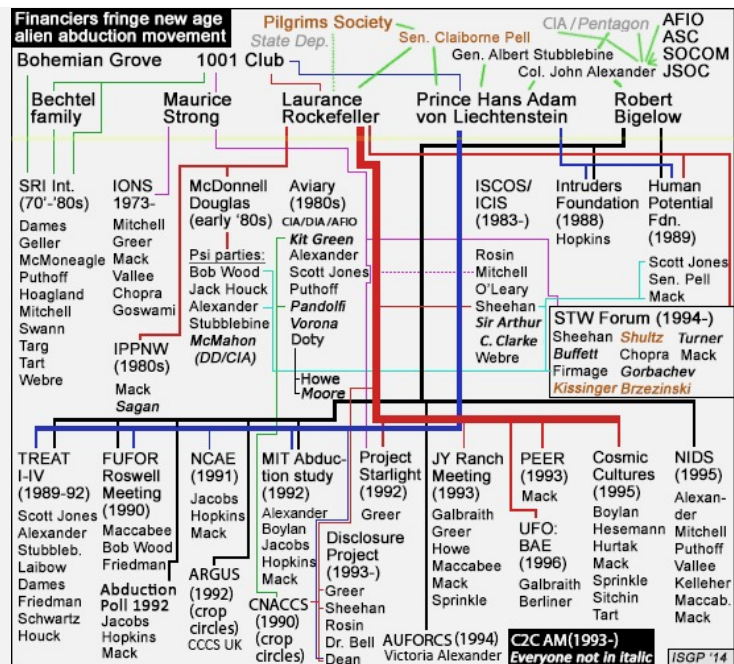 Financiers fringe new age
alien abduction movement
Pilgrims Society
State Dep.
Sen. Claiborne Pell
CIA / Pentagon
AFIO
ASC
SOCOM
JSOC
Gen. Albert Stubblebine
Col. John Alexander
Bohemian Grove
1001 Club
Bechtel
family
Maurice
Strong
Laurance
Rockefeller
Prince Hans Adam
von Liechtenstein
Robert
Bigelow
SRI Int.
(70'-'80s)
Dames
Geller
McMoneagle
Puthoff
Hoagland
Mitchell
Swann
Targ
Tart
Webre
IONS
1973-
Mitchell
Greer
Mack
Vallee
Chopra
Goswami
IPPNW
(1980s)
Mack
Sagan
McDonnell
Douglas
(early '80s)
Psi parties:
Bob Wood
Jack Houck
Alexander
Stubblebine
McMahon
(DD/CIA)
Aviary
(1980s)
CIA/DIA/AFIO
Kit Green
Alexander
Scott Jones
Puthoff
Pandolfi
Vorona
Doty
Howe
Moore
ISCOS/
ICIS
(1983-)
Rosin
Mitchell
O'Leary
Sheehan
Sir Arthur
C. Clarke
Webre
Intruders
Foundation
(1988)
Hopkins
Human
Potential
Fdn.
(1989)
Scott Jones
Sen. Pell
Mack
STW Forum (1994-)
Sheehan Shultz Turner
Buffett Chopra Mack
Firmage Gorbachev
Kissinger Brzezinski
TREAT
I-IV
(1989-92)
Scott Jones
Alexander
Stubbleb.
Laibow
Dames
Friedman
Schwartz
Houck
FUFOR
Roswell
Meeting
(1990)
Maccabee
Bob Wood
Friedman
Abduction
Poll 1992
Jacobs
Hopkins
Mack
NCAE
(1991)
Jacobs
Hopkins
Mack
ARGUS
(1992)
(crop
circles)
CCCS UK
MIT Abduc-
tion study
(1992)
Alexander
Boylan
Jacobs
Hopkins
Mack
CNACCS
(1990)
(crop
circles)
Project
Starlight
(1992)
Greer
Disclosure
Project
(1993-)
Greer
Sheehan
Rosin
Dr. Bell
Dean
JY Ranch
Meeting
(1993)
Galbraith
Greer
Howe
Maccabee
Mack
Sprinkle
AUFORCS (1994)
Victoria Alexander
PEER
(1993)
Mack
UFO:
BAE
(1996)
Galbraith
Berliner
Cosmic
Cultures
(1995)
Boylan
Hesemann
Hurtak
Mack
Sprinkle
Sitchin
Tart
NIDS
(1995)
Alexan-
der
Mitchell
Puthoff
Vallee
Kelleher
Maccab.
Mack
C2C AM(1993-)
Everyone not in italic
ISGP '14